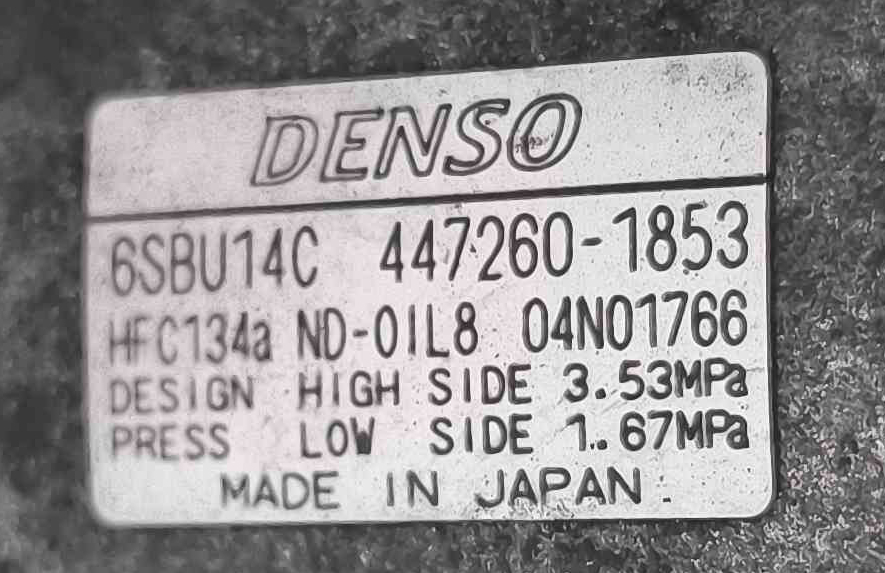 DENSO
6SBU14C 447260-1853
HFC134a ND-OIL8 04N01766
DESIGN HIGH SIDE 3.53MPa
PRESS LOW SIDE 1.67MPa
MADE IN JAPAN.